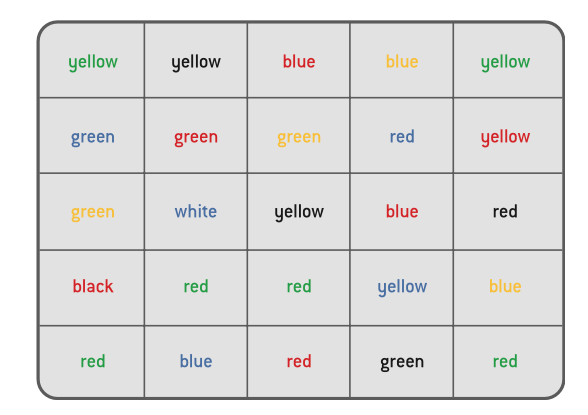 yellow yellow blue blue yellow
green green green red yellow
green white yellow blue red
black red red yellow blue
red blue red green red